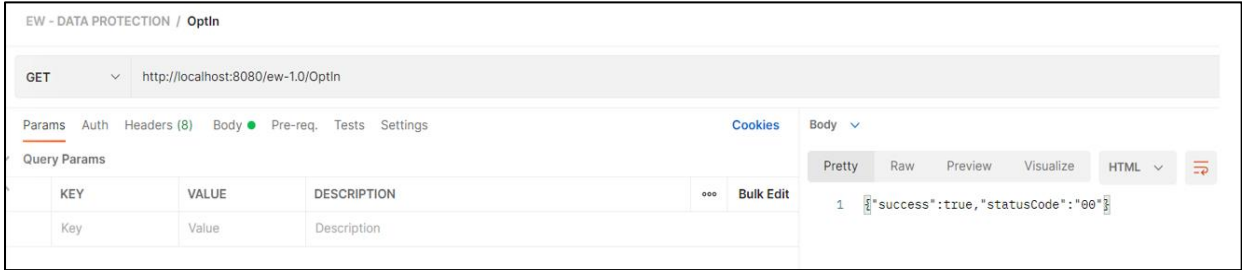 EW - DATA PROTECTION / OptIn
GET http://localhost:8080/ew-1.0/OptIn
Params Auth Headers (8) Body Pre-req. Tests Settings Cookies
Query Params
KEY VALUE DESCRIPTION ooo Bulk Edit
Key Value Description
Body
Pretty Raw Preview Visualize HTML
1 {"success":true,"statusCode":"00"}